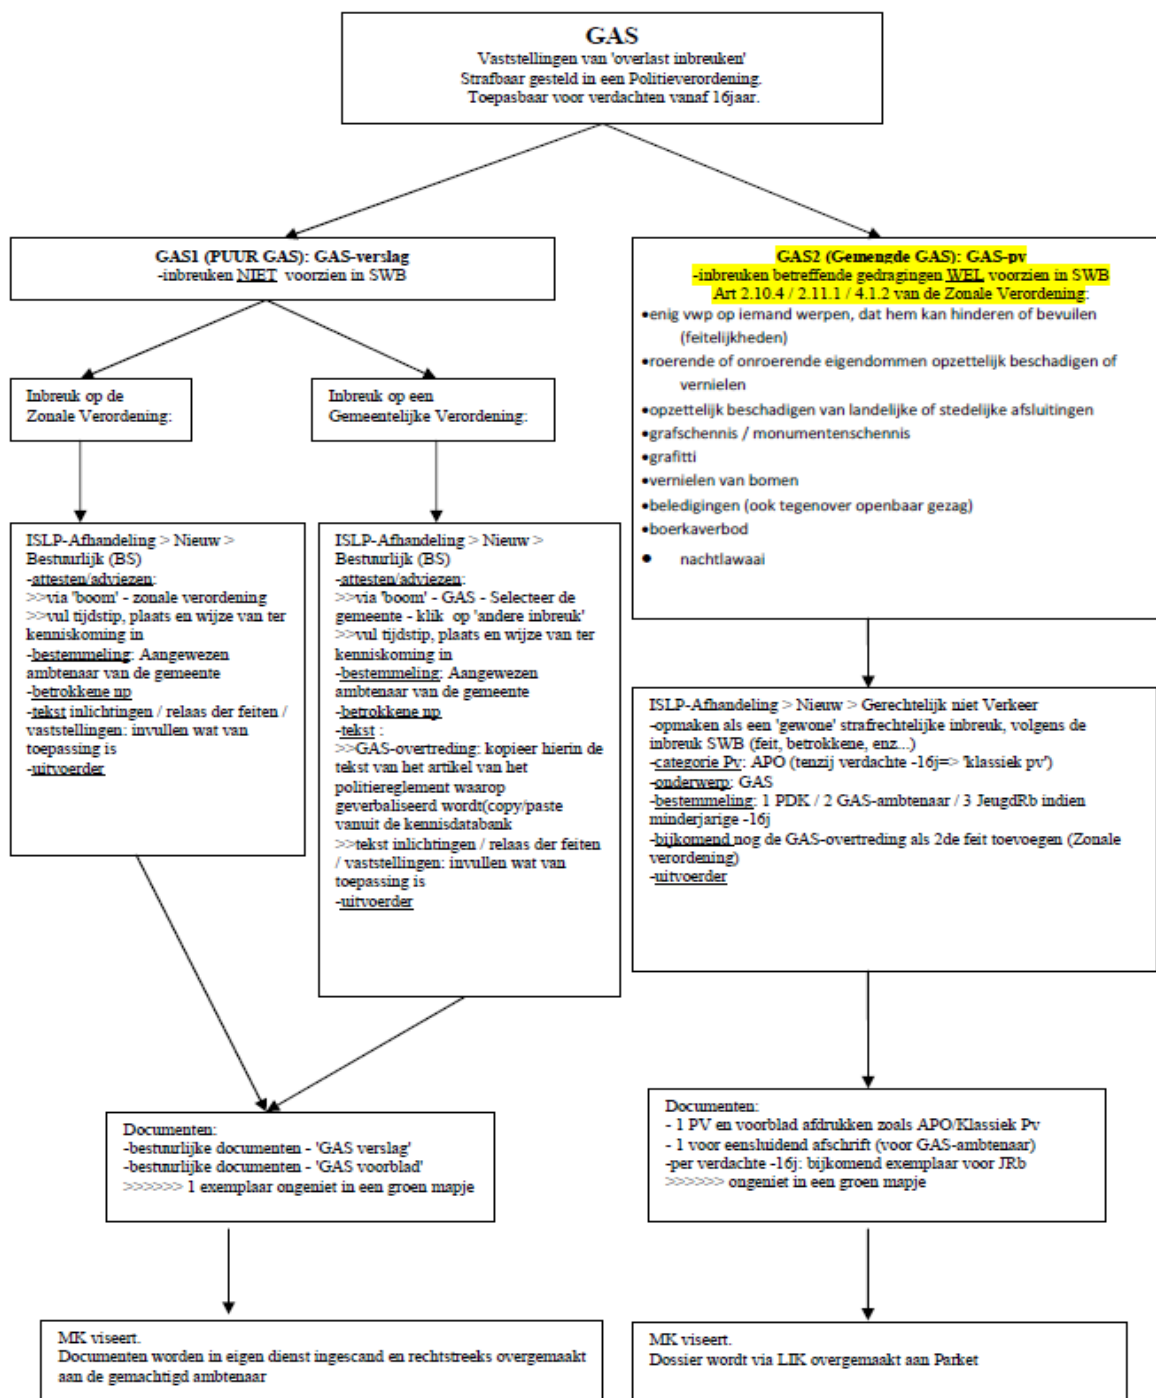 GAS
Vaststellingen van 'overlast inbreuken'
Strafbaar gesteld in een Politieverordening.
Toepasbaar voor verdachten vanaf 16jaar.
GAS1 (PUUR GAS): GAS-verslag
-inbreuken NIET voorzien in SWB
GAS2 (Gemengde GAS): GAS-pv
-inbreuken betreffende gedragingen WEL voorzien in SWB
Art 2.10.4 / 2.11.1 / 4.1.2 van de Zonale Verordening:
•enig vwp op iemand werpen, dat hem kan hinderen of bevuilen
(feitelijkheden)
•roerende of onroerende eigendommen opzettelijk beschadigen of
vernielen
•opzettelijk beschadigen van landelijke of stedelijke afsluitingen
•grafschennis / monumentenschennis
•grafitti
•vernielen van bomen
•beledigingen (ook tegenover openbaar gezag)
•boerkaverbod
• nachtlawaai
Inbreuk op de
Zonale Verordening:
Inbreuk op een
Gemeentelijke Verordening:
ISLP-Afhandeling > Nieuw >
Bestuurlijk (BS)
-attesten/adviezen:
>>via 'boom' - zonale verordening
>>vul tijdstip, plaats en wijze van ter
kenniskoming in
-bestemmeling: Aangewezen
ambtenaar van de gemeente
-betrokkene np
-tekst inlichtingen / relaas der feiten /
vaststellingen: invullen wat van
toepassing is
-uitvoerder
ISLP-Afhandeling > Nieuw >
Bestuurlijk (BS)
-attesten/adviezen:
>>via 'boom' - GAS - Selecteer de
gemeente - klik op 'andere inbreuk'
>>vul tijdstip, plaats en wijze van ter
kenniskoming in
-bestemmeling: Aangewezen
ambtenaar van de gemeente
-betrokkene np
-tekst :
>>GAS-overtreding: kopieer hierin de
tekst van het artikel van het
politiereglement waarop
geverbaliseerd wordt(copy/paste
vanuit de kennisdatabank
>>tekst inlichtingen / relaas der feiten
/ vaststellingen: invullen wat van
toepassing is
-uitvoerder
ISLP-Afhandeling > Nieuw > Gerechtelijk niet Verkeer
-opmaken als een 'gewone' strafrechtelijke inbreuk, volgens de
inbreuk SWB (feit, betrokkene, enz...)
-categorie Pv: APO (tenzij verdachte -16j=> 'klassiek pv')
-onderwerp: GAS
-bestemmeling: 1 PDK / 2 GAS-ambtenaar / 3 JeugdRb indien
minderjarige -16j
-bijkomend nog de GAS-overtreding als 2de feit toevoegen (Zonale
verordening)
-uitvoerder
Documenten:
-bestuurlijke documenten - 'GAS verslag'
-bestuurlijke documenten - 'GAS voorblad'
>>>>>> 1 exemplaar ongeniet in een groen mapje
Documenten:
- 1 PV en voorblad afdrukken zoals APO/Klassiek Pv
- 1 voor eensluidend afschrift (voor GAS-ambtenaar)
-per verdachte -16j: bijkomend exemplaar voor JRb
>>>>>> ongeniet in een groen mapje
MK viseert.
Documenten worden in eigen dienst ingescand en rechtstreeks overgemaakt
aan de gemachtigd ambtenaar
MK viseert.
Dossier wordt via LIK overgemaakt aan Parket